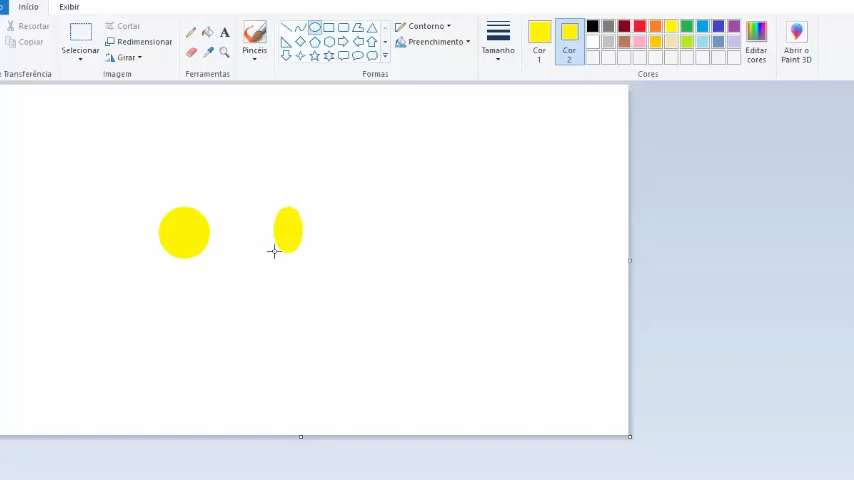 Início Exibir
Recortar
Copiar
e Transferência
Selecionar
Cortar
Redimensionar
Girar
Imagem
A
Ferramentas
Pincéis
Contorno
Preenchimento
Formas
Tamanho
Cor
1
Cor
2
Editar
cores
Cores
Abrir o
Paint 3D